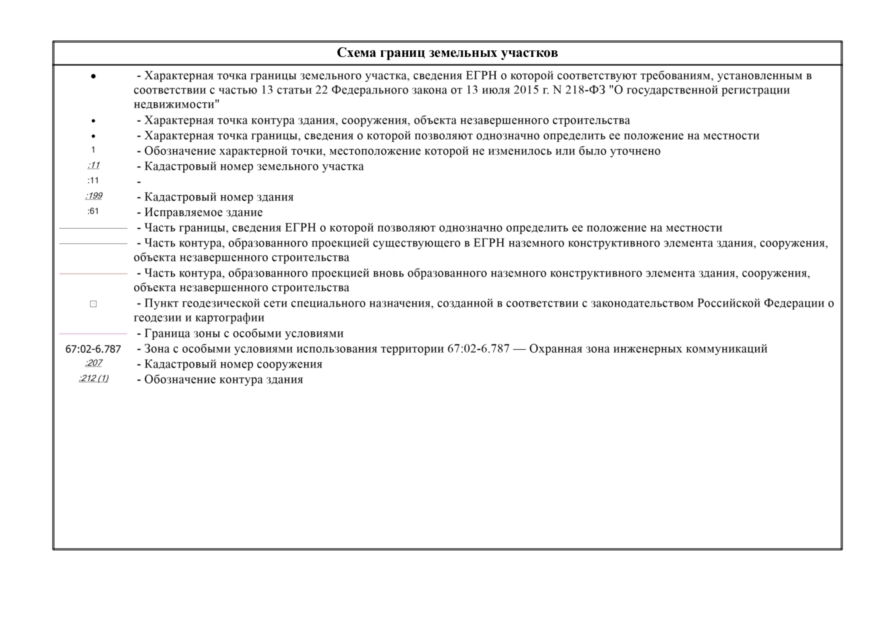 Схема границ земельных участков
- Характерная точка границы земельного участка, сведения ЕГРН о которой соответствуют требованиям, установленным в
соответствии с частью 13 статьи 22 Федерального закона от 13 июля 2015 г. N 218-ФЗ "О государственной регистрации
недвижимости"
- Характерная точка контура здания, сооружения, объекта незавершенного строительства
- Характерная точка границы, сведения о которой позволяют однозначно определить ее положение на местности
1 - Обозначение характерной точки, местоположение которой не изменилось или было уточнено
:11 - Кадастровый номер земельного участка
:11 -
:199 - Кадастровый номер здания
:61 - Исправляемое здание
- Часть границы, сведения ЕГРН о которой позволяют однозначно определить ее положение на местности
- Часть контура, образованного проекцией существующего в ЕГРН наземного конструктивного элемента здания, сооружения,
объекта незавершенного строительства
- Часть контура, образованного проекцией вновь образованного наземного конструктивного элемента здания, сооружения,
объекта незавершенного строительства
- Пункт геодезической сети специального назначения, созданной в соответствии с законодательством Российской Федерации о
геодезии и картографии
- Граница зоны с особыми условиями
67:02-6.787 - Зона с особыми условиями использования территории 67:02-6.787 — Охранная зона инженерных коммуникаций
:207 - Кадастровый номер сооружения
:212 (1) - Обозначение контура здания